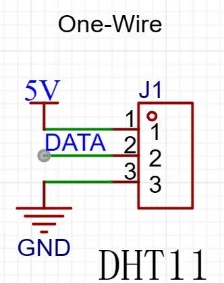 One-Wire
5V
J1
DATA
1
1
2
2
3
3
GND
DHT11